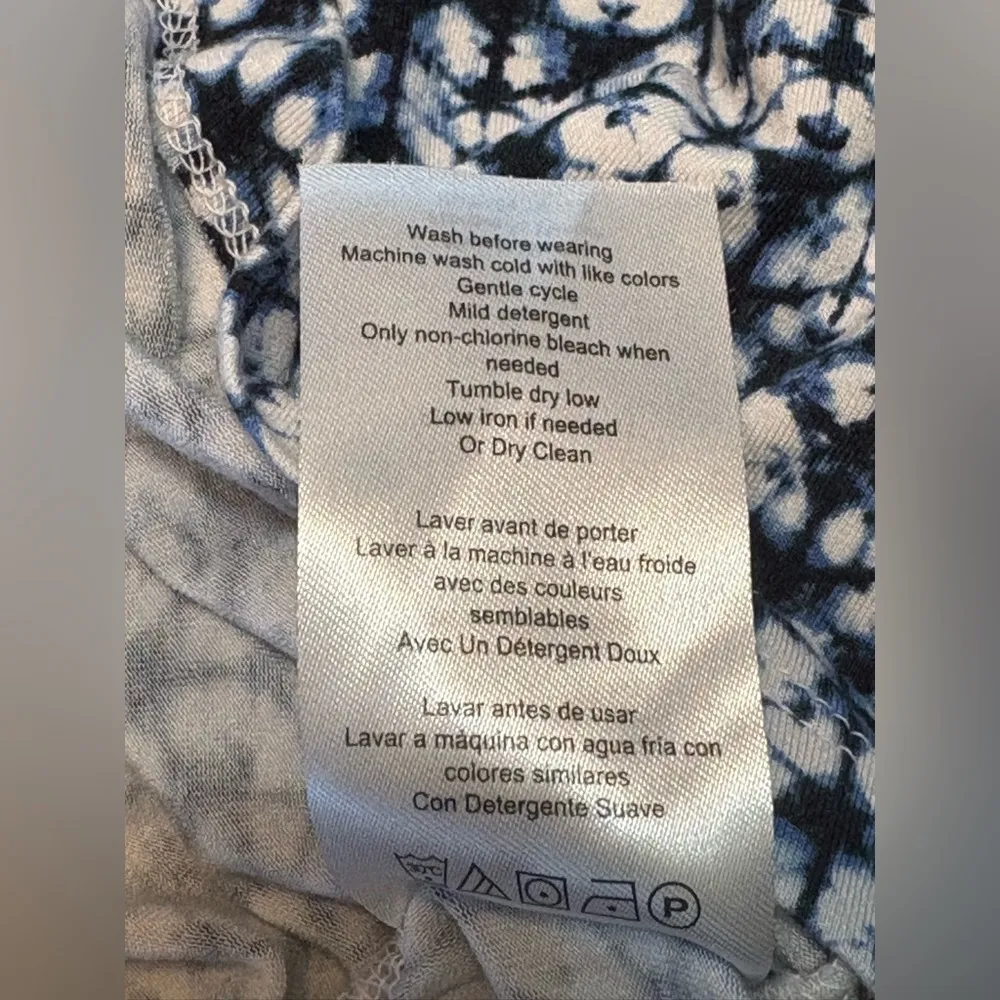 Wash before wearing
Machine wash cold with like colors
Gentle cycle
Mild detergent
Only non-chlorine bleach when
needed
Tumble dry low
Low iron if needed
Or Dry Clean
Laver avant de porter
Laver à la machine à l'eau froide
avec des couleurs
semblables
Avec Un Détergent Doux
Lavar antes de usar
Lavar a máquina con agua fría con
colores similares
Con Detergente Suave
30°C P